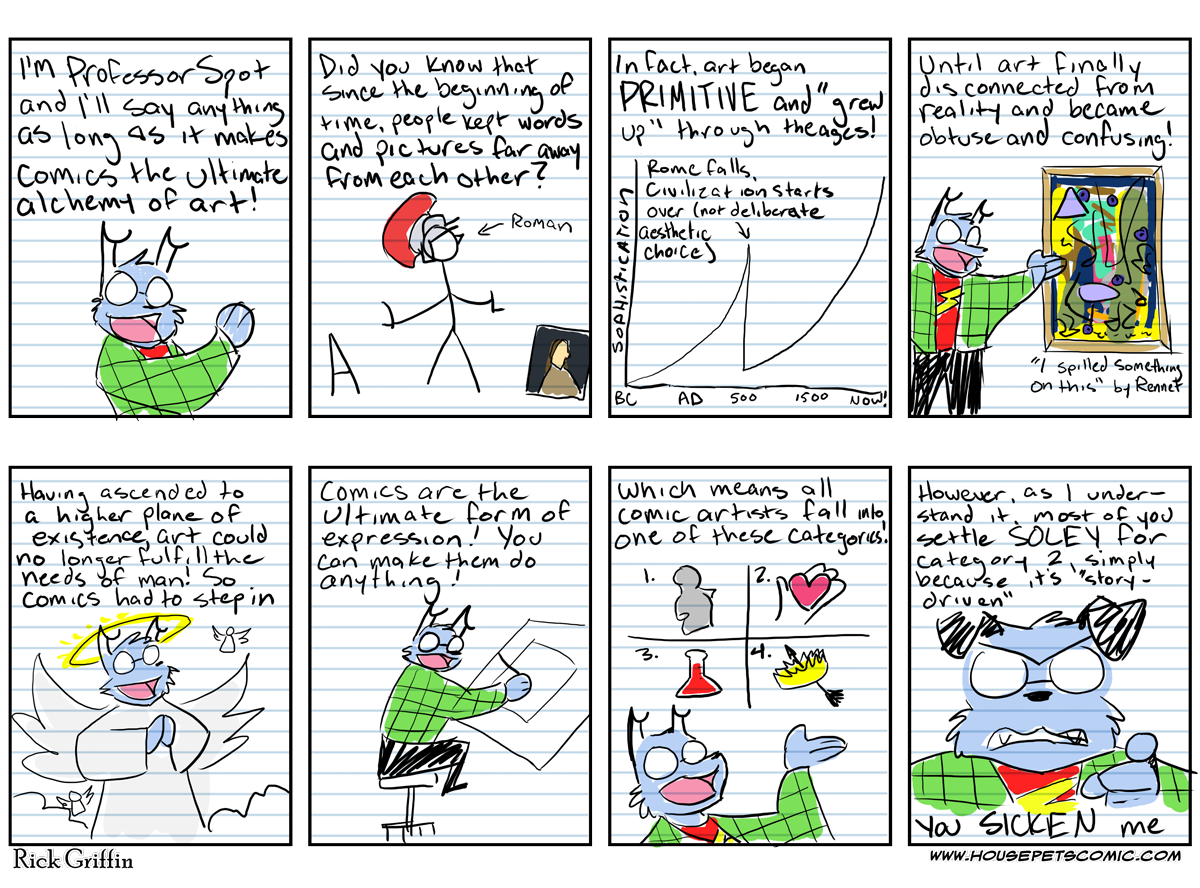 I'm Professor Spot
and I'll say anything
as long as it makes
comics the ultimate
alchemy of art!
Did you know that
since the beginning of
time, people kept words
and pictures far away
from each other?
← Roman
A
In fact, art began
PRIMITIVE and "grew
up" through the ages!
Rome falls,
Civilization starts
over (not deliberate
aesthetic
choice)
SOPHISTICATION
BC AD 500 1500 NOW!
Until art finally
disconnected from
reality and became
obtuse and confusing!
"I spilled something
on this" by Rennet
Having ascended to
a higher plane of
existence, art could
no longer fulfill the
needs of man! So
comics had to step in
Comics are the
ultimate form of
expression! You
can make them do
anything!
Which means all
comic artists fall into
one of these categories!
1. 2.
3. 4.
However, as I under-
stand it, most of you
settle SOLEY for
category 2, simply
because it's "story-
driven"
You SICKEN me
Rick Griffin
WWW.HOUSEPETSCOMIC.COM